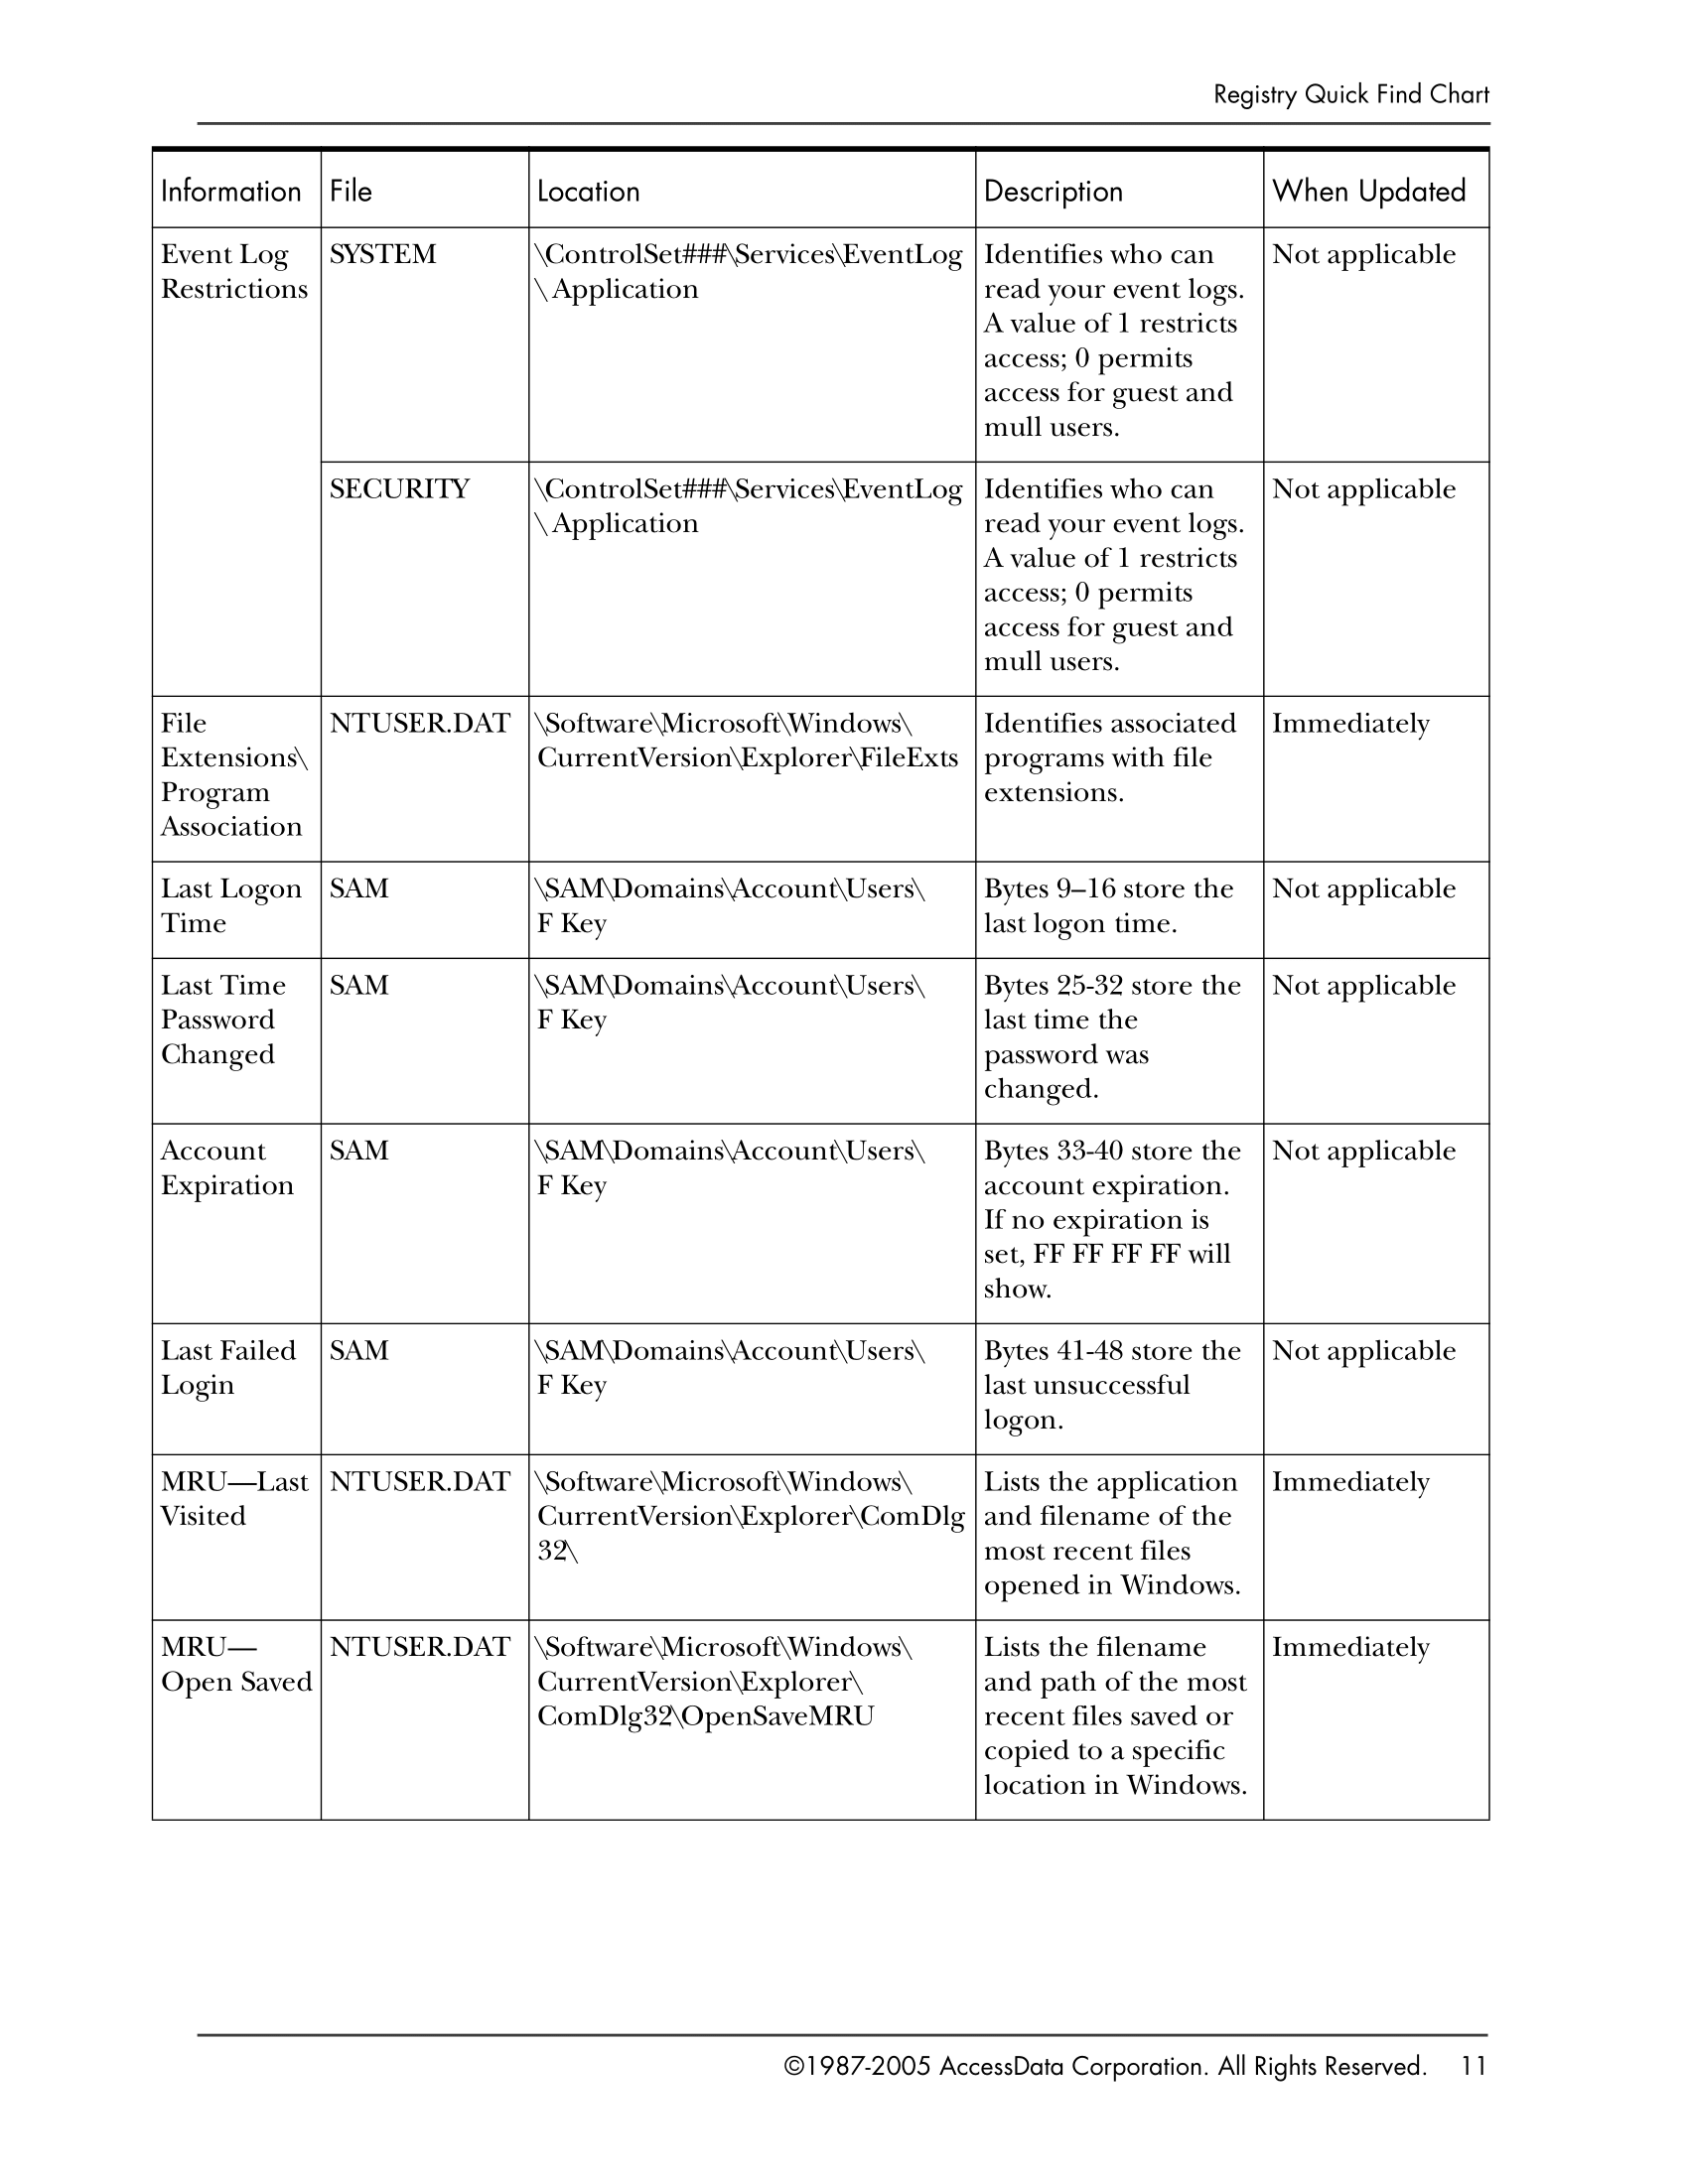 Registry Quick Find Chart
Information File Location Description When Updated
Event Log SYSTEM \ControlSet###\Services\EventLog Identifies who can Not applicable
Restrictions \Application read your event logs.
A value of 1 restricts
access; 0 permits
access for guest and
mull users.
SECURITY \ControlSet###\Services\EventLog Identifies who can Not applicable
\Application read your event logs.
A value of 1 restricts
access; 0 permits
access for guest and
mull users.
File NTUSER.DAT \Software\Microsoft\Windows\ Identifies associated Immediately
Extensions\ CurrentVersion\Explorer\FileExts programs with file
Program extensions.
Association
Last Logon SAM \SAM\Domains\Account\Users\ Bytes 9–16 store the Not applicable
Time F Key last logon time.
Last Time SAM \SAM\Domains\Account\Users\ Bytes 25-32 store the Not applicable
Password F Key last time the
Changed password was
changed.
Account SAM \SAM\Domains\Account\Users\ Bytes 33-40 store the Not applicable
Expiration F Key account expiration.
If no expiration is
set, FF FF FF FF will
show.
Last Failed SAM \SAM\Domains\Account\Users\ Bytes 41-48 store the Not applicable
Login F Key last unsuccessful
logon.
MRU—Last NTUSER.DAT \Software\Microsoft\Windows\ Lists the application Immediately
Visited CurrentVersion\Explorer\ComDlg and filename of the
32\ most recent files
opened in Windows.
MRU— NTUSER.DAT \Software\Microsoft\Windows\ Lists the filename Immediately
Open Saved CurrentVersion\Explorer\ and path of the most
ComDlg32\OpenSaveMRU recent files saved or
copied to a specific
location in Windows.
©1987-2005 AccessData Corporation. All Rights Reserved. 11